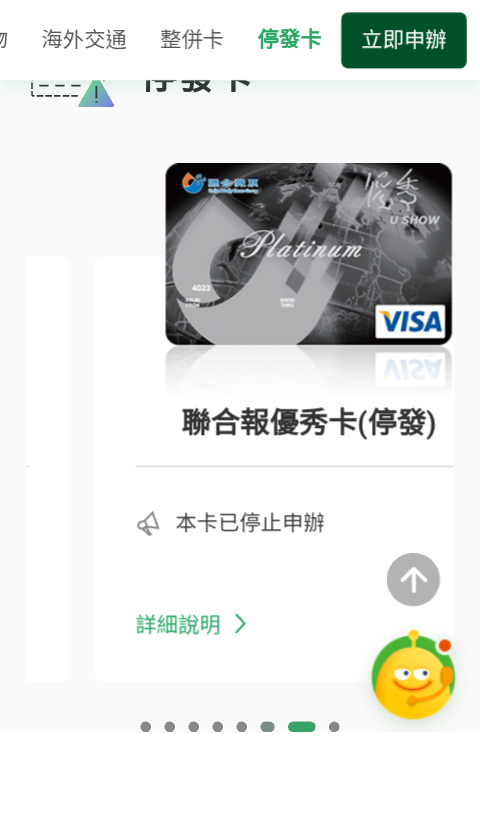 物 海外交通 整併卡 停發卡 立即申辦
停發卡
聯合報系
優秀
U SHOW
Platinum
4023
VISA
聯合報優秀卡(停發)
本卡已停止申辦
詳細說明